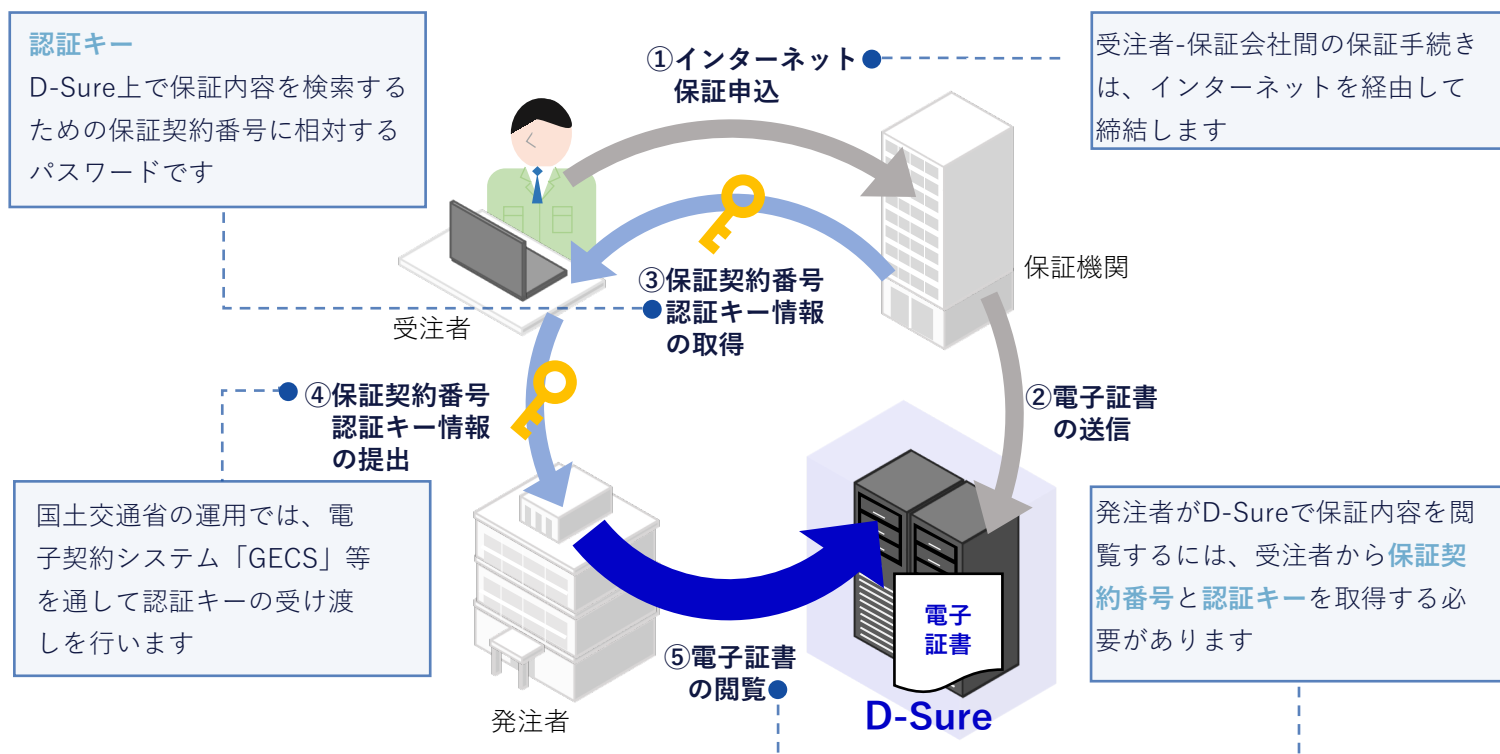 認証キー
D-Sure上で保証内容を検索する
ための保証契約番号に相対する
パスワードです
①インターネット
保証申込
受注者-保証会社間の保証手続き
は、インターネットを経由して
締結します
保証機関
③保証契約番号
認証キー情報
の取得
受注者
④保証契約番号
認証キー情報
の提出
②電子証書
の送信
国土交通省の運用では、電
子契約システム「GECS」等
を通して認証キーの受け渡
しを行います
発注者がD-Sureで保証内容を閲
覧するには、受注者から保証契
約番号と認証キーを取得する必
要があります
電子
証書
⑤電子証書
の閲覧
発注者
D-Sure